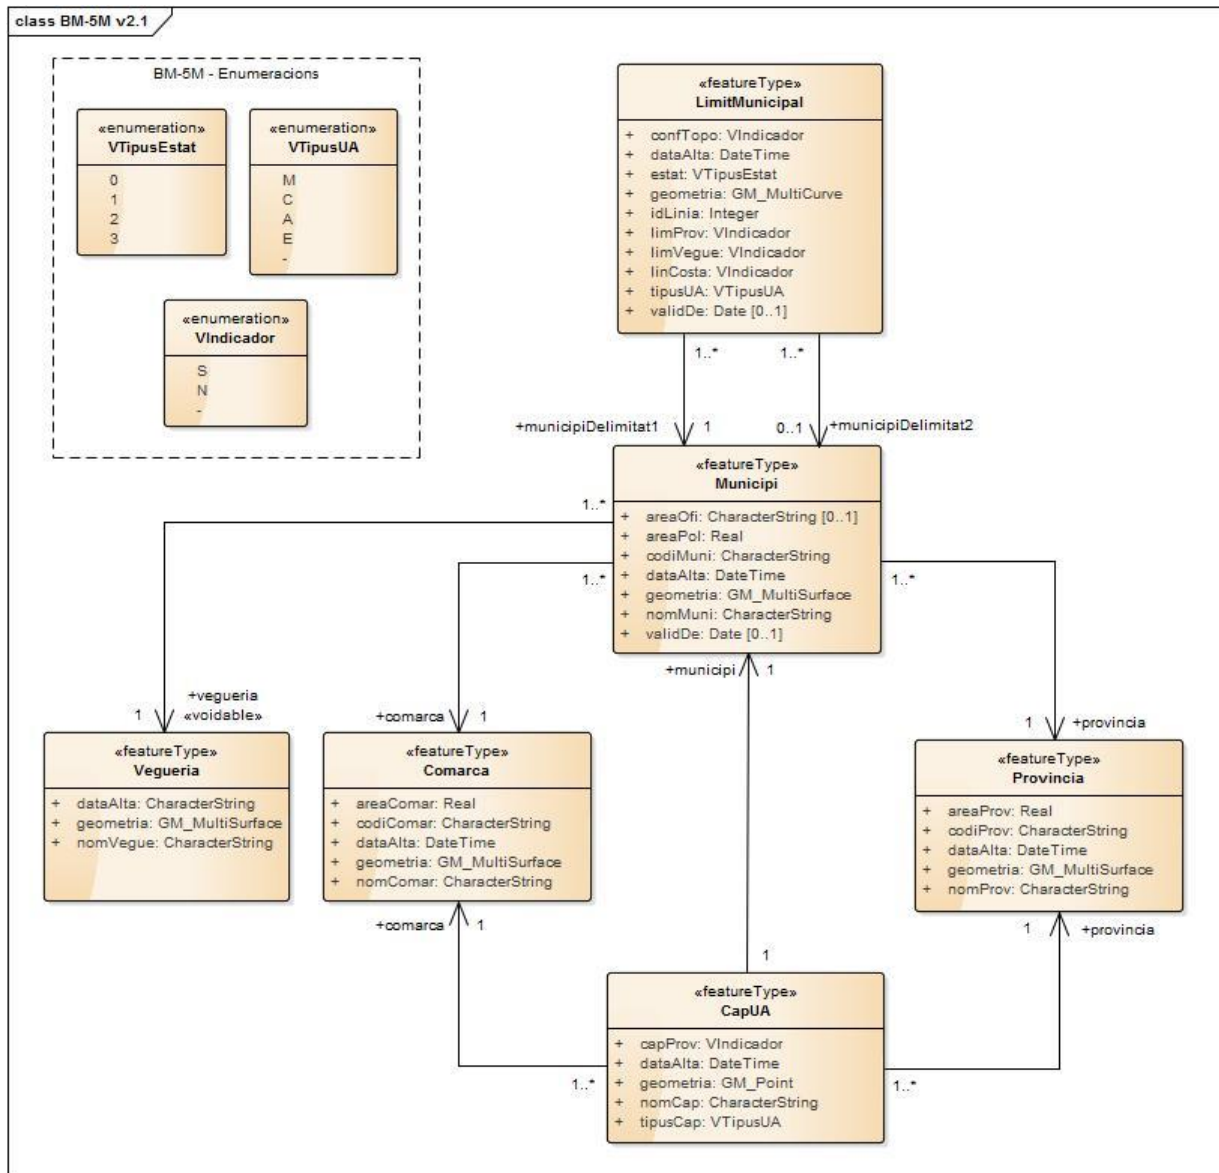 class BM-5M v2.1
BM-5M - Enumeracions
«enumeration»
VTipusEstat
0
1
2
3
«enumeration»
VTipusUA
M
C
A
E
-
«enumeration»
VIndicador
S
N
-
«featureType»
LimitMunicipal
+ confTopo: VIndicador
+ dataAlta: DateTime
+ estat: VTipusEstat
+ geometria: GM_MultiCurve
+ idLinia: Integer
+ limProv: VIndicador
+ limVegue: VIndicador
+ linCosta: VIndicador
+ tipusUA: VTipusUA
+ validDe: Date [0..1]
1..*
1..*
+municipiDelimitat1
1
0..1
+municipiDelimitat2
«featureType»
Municipi
+ areaOfi: CharacterString [0..1]
+ areaPol: Real
+ codiMuni: CharacterString
+ dataAlta: DateTime
+ geometria: GM_MultiSurface
+ nomMuni: CharacterString
+ validDe: Date [0..1]
1..*
1..*
1..*
+municipi
1
+vegueria
1
«voidable»
+comarca
1
1
+provincia
«featureType»
Vegueria
+ dataAlta: CharacterString
+ geometria: GM_MultiSurface
+ nomVegue: CharacterString
«featureType»
Comarca
+ areaComar: Real
+ codiComar: CharacterString
+ dataAlta: DateTime
+ geometria: GM_MultiSurface
+ nomComar: CharacterString
«featureType»
Provincia
+ areaProv: Real
+ codiProv: CharacterString
+ dataAlta: DateTime
+ geometria: GM_MultiSurface
+ nomProv: CharacterString
+comarca
1
1
+provincia
1
«featureType»
CapUA
+ capProv: VIndicador
+ dataAlta: DateTime
+ geometria: GM_Point
+ nomCap: CharacterString
+ tipusCap: VTipusUA
1..*
1..*